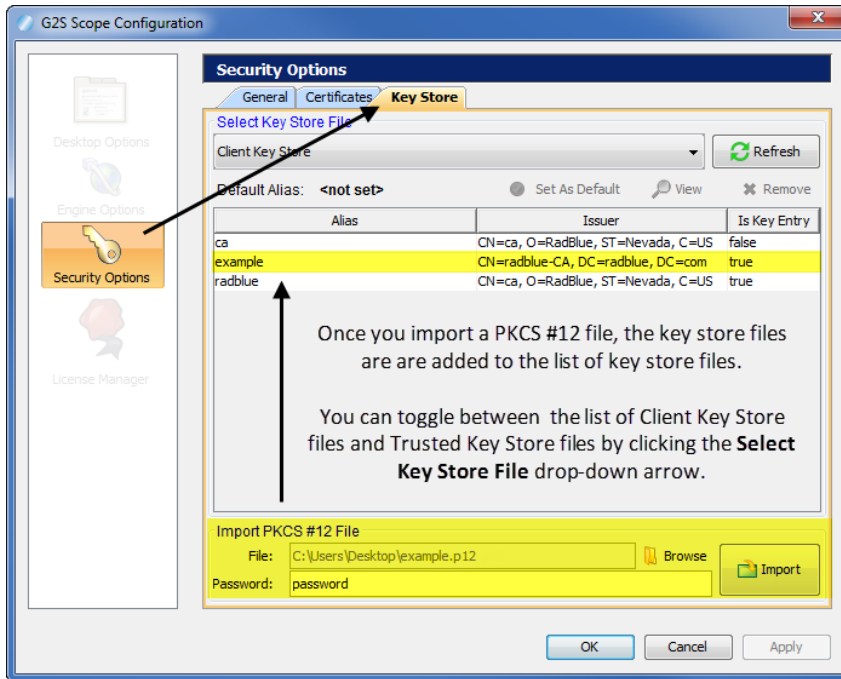 G2S Scope Configuration
Desktop Options
Engine Options
Security Options
License Manager
Security Options
General Certificates Key Store
Select Key Store File
Client Key Store Refresh
Default Alias: <not set> Set As Default View Remove
Alias Issuer Is Key Entry
ca CN=ca, O=RadBlue, ST=Nevada, C=US false
example CN=radblue-CA, DC=radblue, DC=com true
radblue CN=ca, O=RadBlue, ST=Nevada, C=US true
Once you import a PKCS #12 file, the key store files
are are added to the list of key store files.
You can toggle between the list of Client Key Store
files and Trusted Key Store files by clicking the Select
Key Store File drop-down arrow.
Import PKCS #12 File
File: C:\Users\Desktop\example.p12 Browse
Import
Password: password
OK Cancel Apply